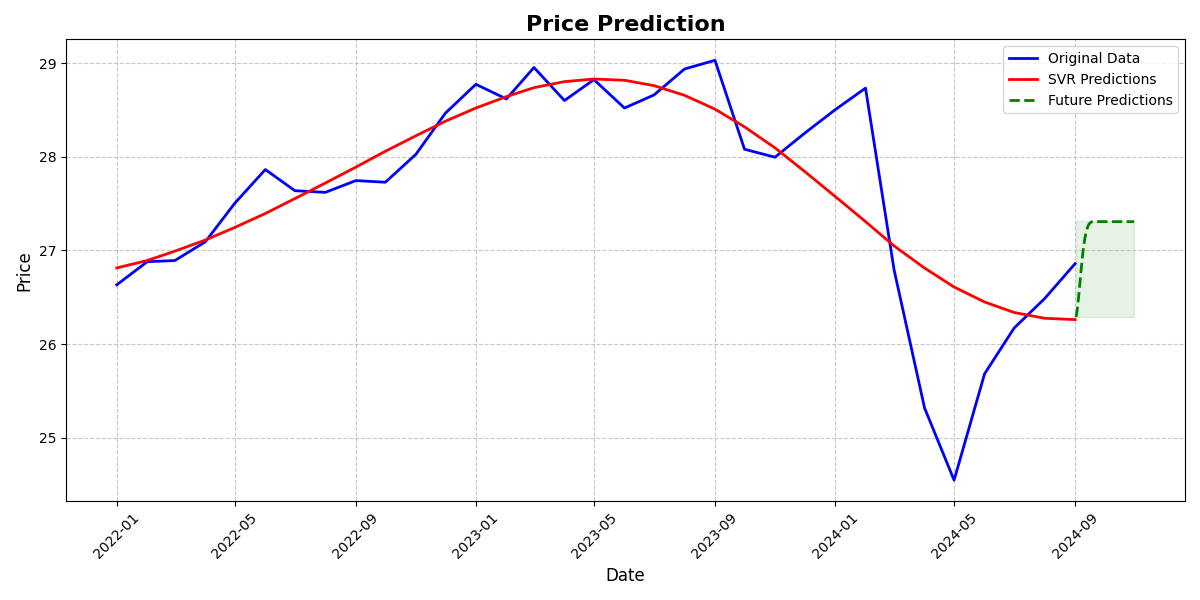 Price Prediction
Original Data
SVR Predictions
Future Predictions
Price
29
28
27
26
25
2022-01
2022-05
2022-09
2023-01
2023-05
2023-09
2024-01
2024-05
2024-09
Date